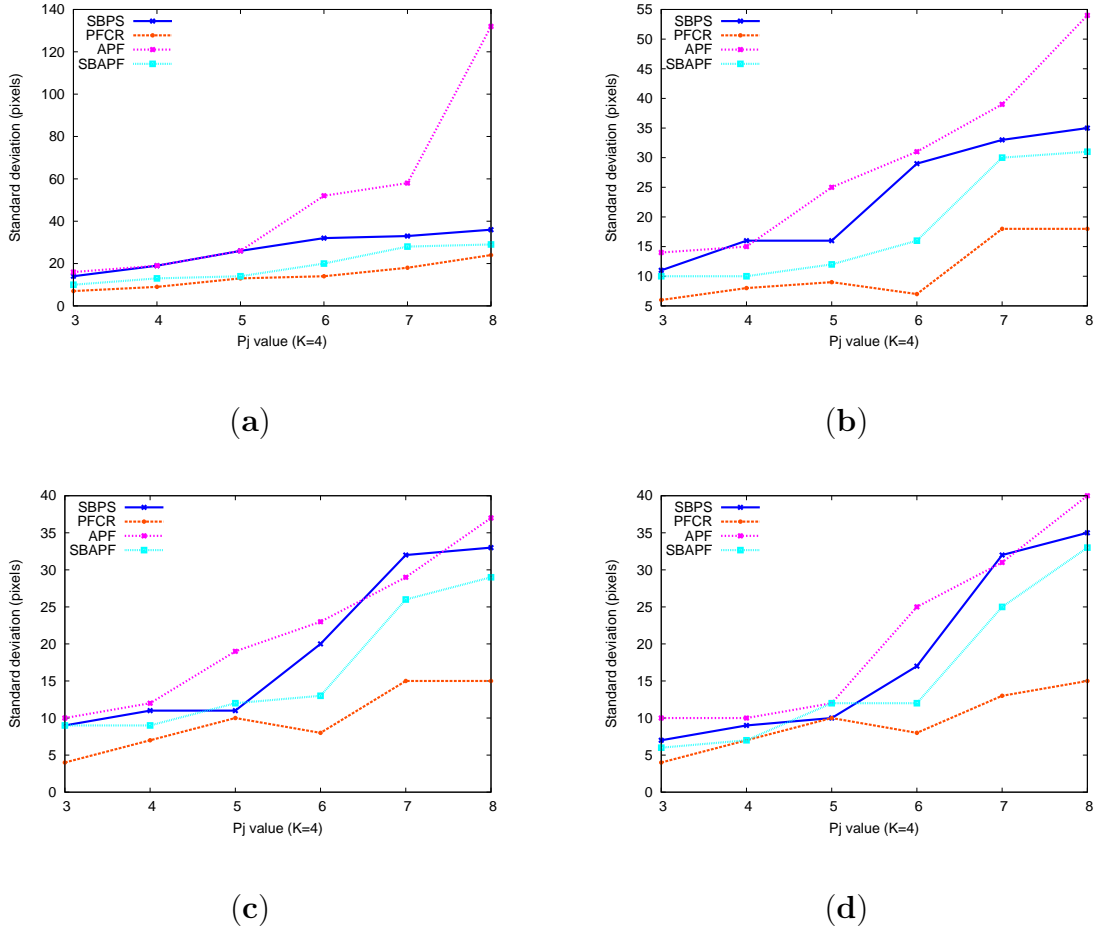 140
120
100
80
60
40
20
0
Standard deviation (pixels)
SBPS
PFCR
APF
SBAPF
3 4 5 6 7 8
Pj value (K=4)
(a)
55
50
45
40
35
30
25
20
15
10
5
Standard deviation (pixels)
SBPS
PFCR
APF
SBAPF
3 4 5 6 7 8
Pj value (K=4)
(b)
40
35
30
25
20
15
10
5
0
Standard deviation (pixels)
SBPS
PFCR
APF
SBAPF
3 4 5 6 7 8
Pj value (K=4)
(c)
40
35
30
25
20
15
10
5
0
Standard deviation (pixels)
SBPS
PFCR
APF
SBAPF
3 4 5 6 7 8
Pj value (K=4)
(d)